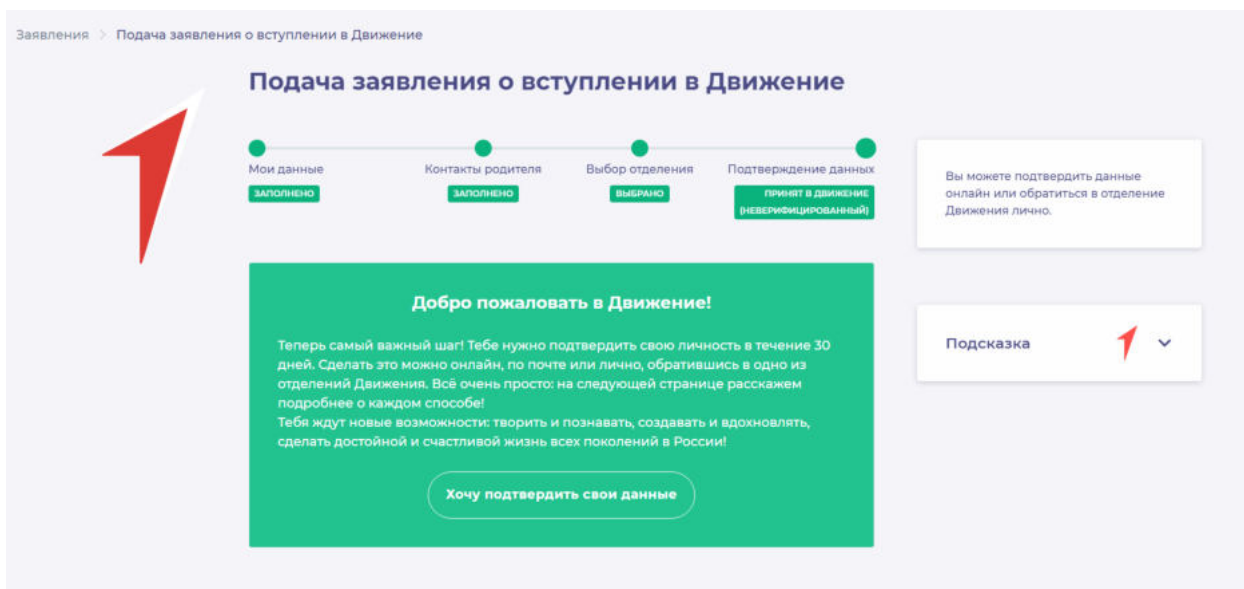 Заявления > Подача заявления о вступлении в Движение
Подача заявления о вступлении в Движение
Мои данные
ЗАПОЛНЕНО
Контакты родителя
ЗАПОЛНЕНО
Выбор отделения
ВЫБРАНО
Подтверждение данных
ПРИНЯТ В ДВИЖЕНИЕ
(НЕВЕРИФИЦИРОВАННЫЙ)
Вы можете подтвердить данные
онлайн или обратиться в отделение
Движения лично.
Добро пожаловать в Движение!
Теперь самый важный шаг! Тебе нужно подтвердить свою личность в течение 30
дней. Сделать это можно онлайн, по почте или лично, обратившись в одно из
отделений Движения. Всё очень просто: на следующей странице расскажем
подробнее о каждом способе!
Тебя ждут новые возможности: творить и познавать, создавать и вдохновлять,
сделать достойной и счастливой жизнь всех поколений в России!
Хочу подтвердить свои данные
Подсказка